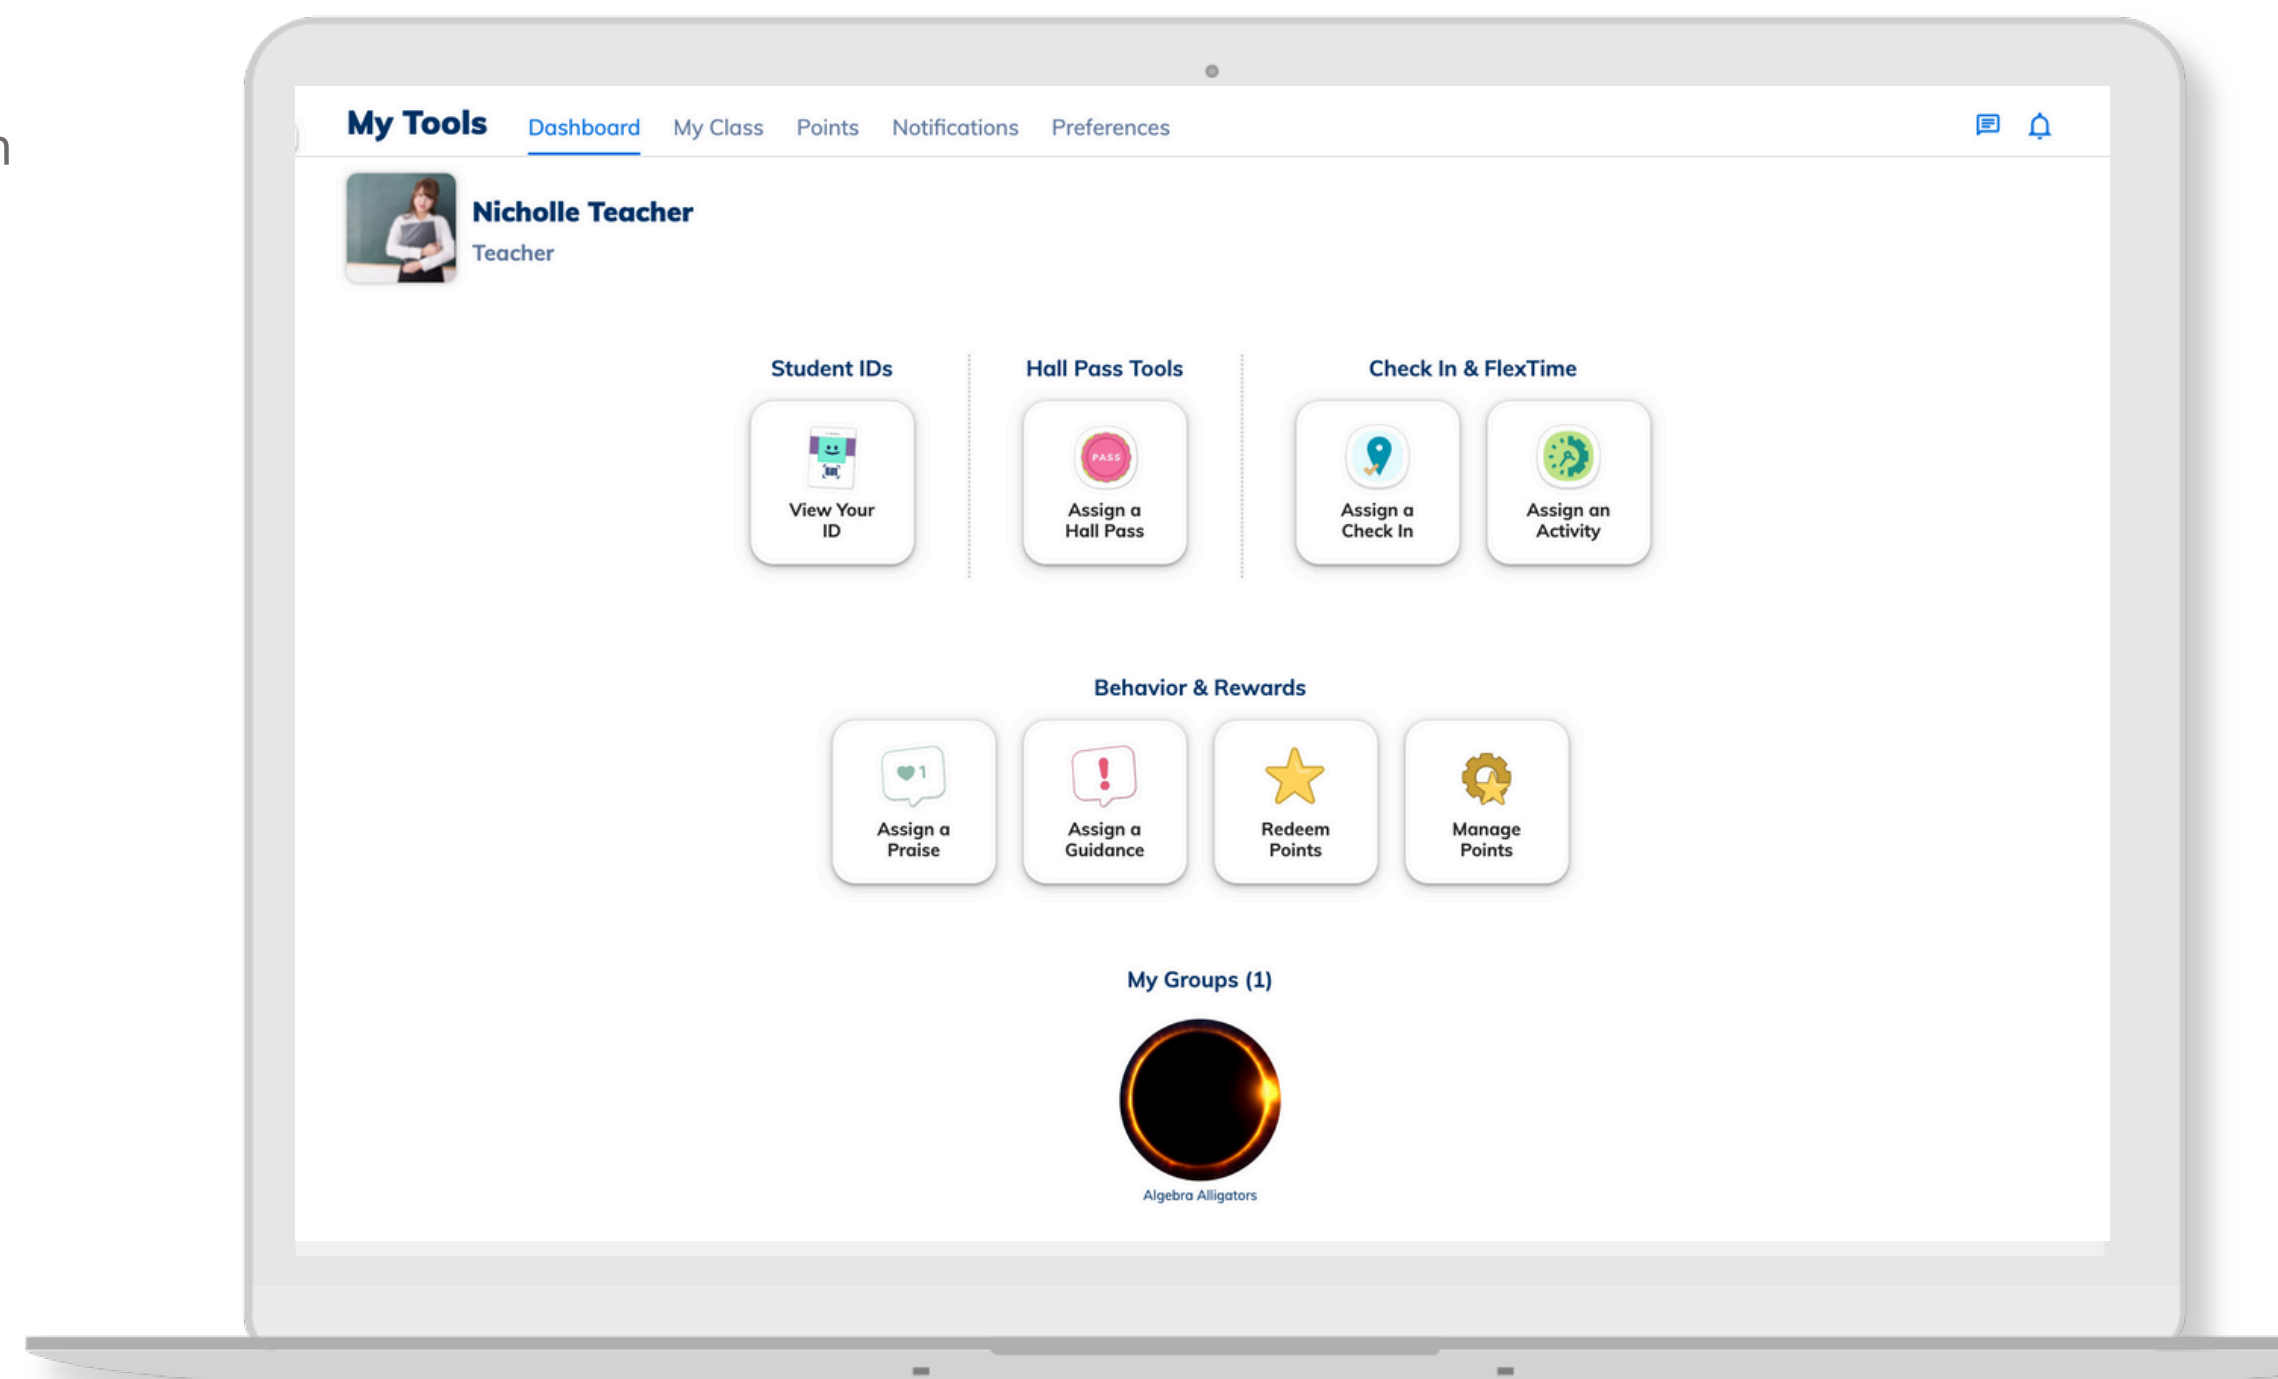 My Tools Dashboard My Class Points Notifications Preferences
Nicholle Teacher
Teacher
Student IDs
Hall Pass Tools
Check In & FlexTime
View Your
ID
PASS
Assign a
Hall Pass
Assign a
Check In
Assign an
Activity
Behavior & Rewards
1
Assign a
Praise
!
Assign a
Guidance
Redeem
Points
Manage
Points
My Groups (1)
Algebra Alligators